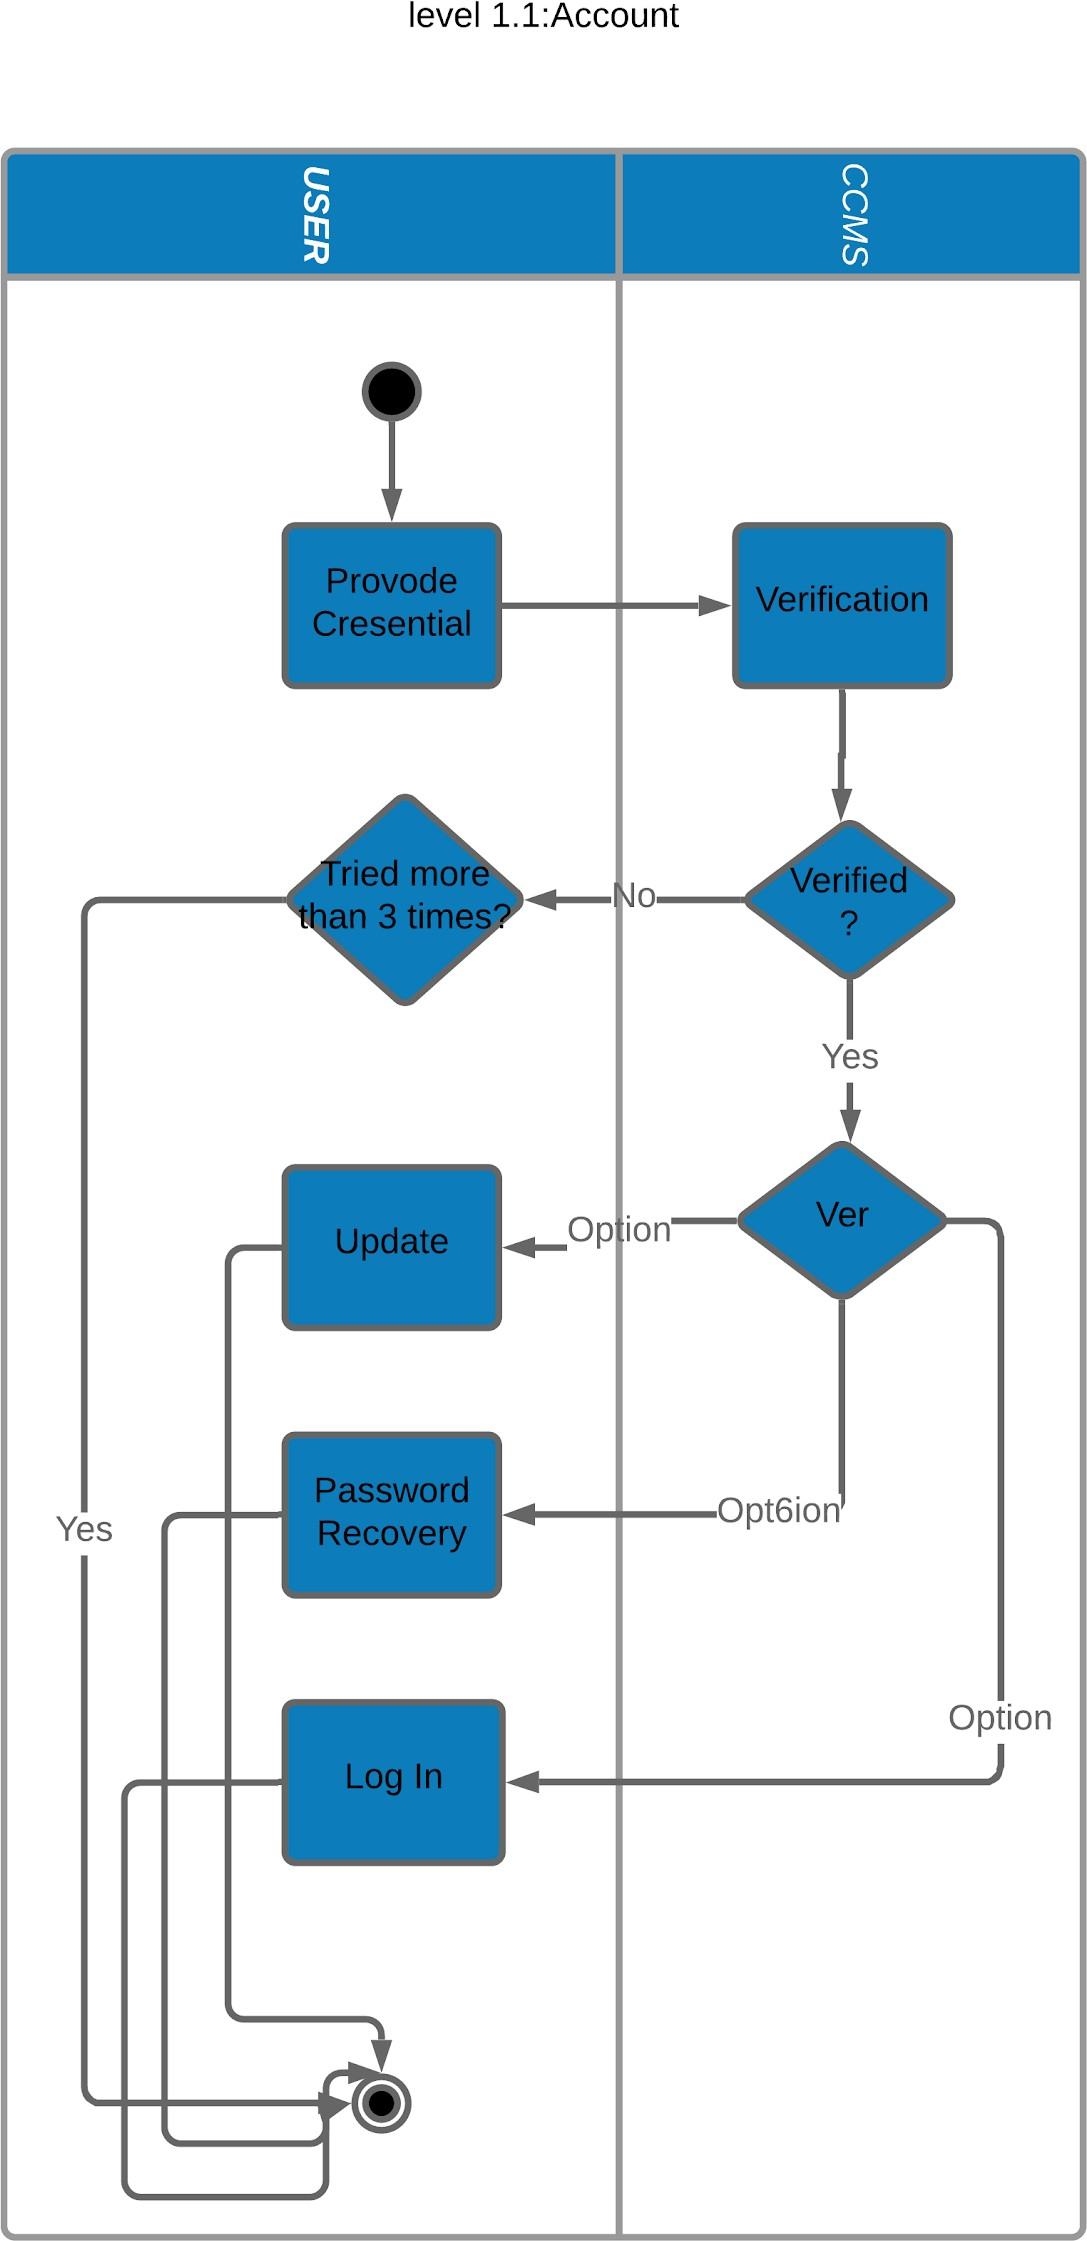 level 1.1:Account
USER
CCMS
Provode
Cresential
Verification
Tried more
than 3 times?
No
Verified
?
Yes
Update
Option
Ver
Password
Recovery
Opt6ion
Yes
Option
Log In